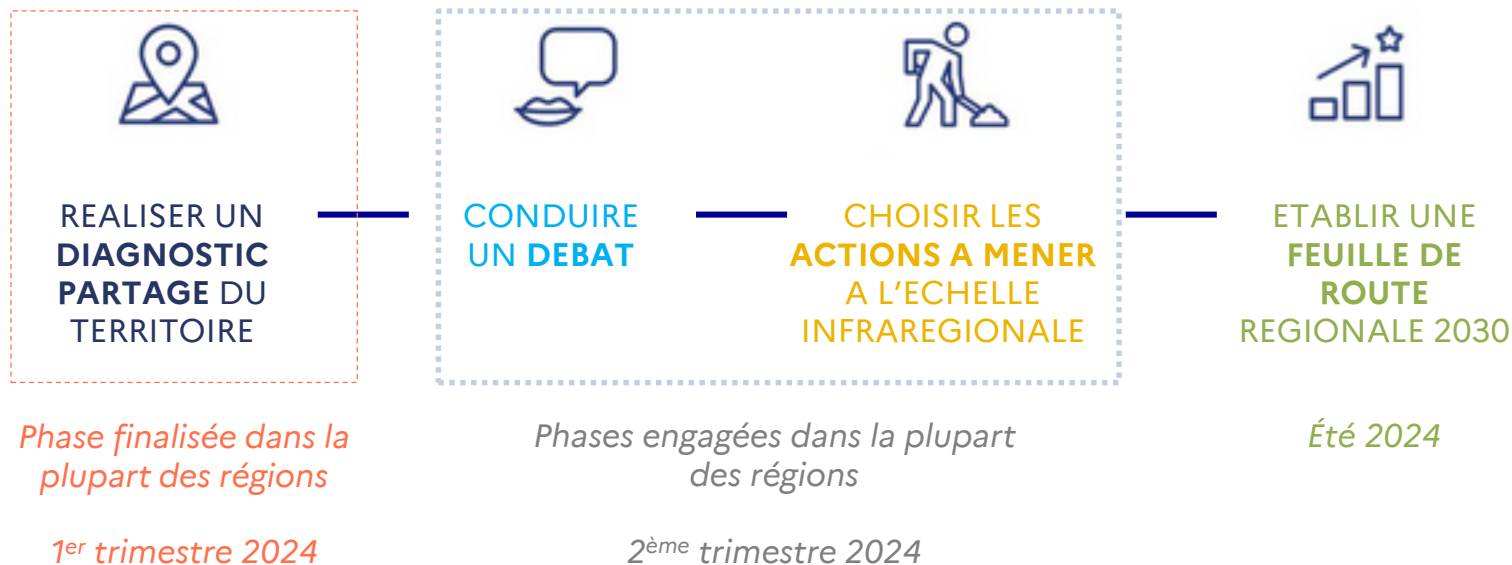 REALISER UN
DIAGNOSTIC
PARTAGE DU
TERRITOIRE
CONDUIRE
UN DEBAT
CHOISIR LES
ACTIONS A MENER
A L’ECHELLE
INFRAREGIONALE
ETABLIR UNE
FEUILLE DE
ROUTE
REGIONALE 2030
Phase finalisée dans la
plupart des régions
1er trimestre 2024
Phases engagées dans la plupart
des régions
2ème trimestre 2024
Été 2024